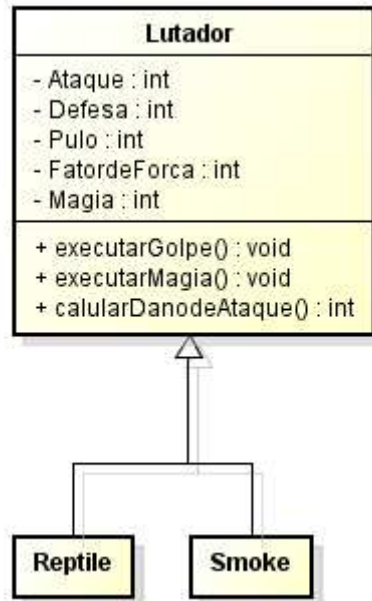 Lutador
- Ataque : int
- Defesa : int
- Pulo : int
- FatordeForca : int
- Magia : int
+ executarGolpe() : void
+ executarMagia() : void
+ calularDanodeAtaque() : int
Reptile
Smoke